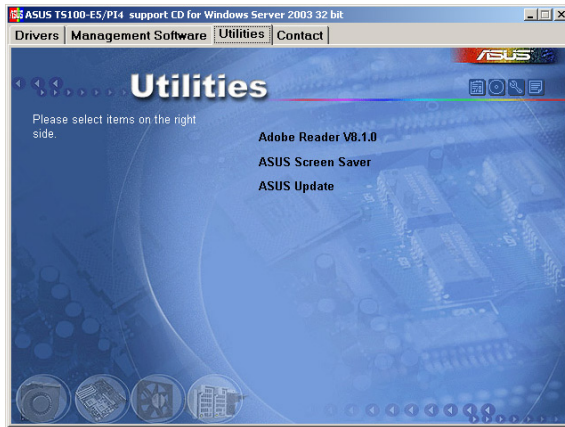 ASUS TS100-E5/PI4 support CD for Windows Server 2003 32 bit
Drivers Management Software Utilities Contact
ASUS
Utilities
Please select items on the right
side.
Adobe Reader V8.1.0
ASUS Screen Saver
ASUS Update